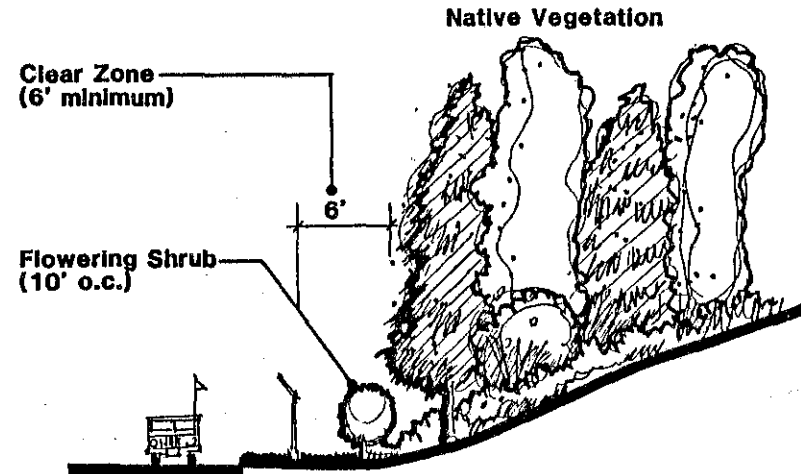 Native Vegetation
Clear Zone
(6' minimum)
6'
Flowering Shrub
(10' o.c.)